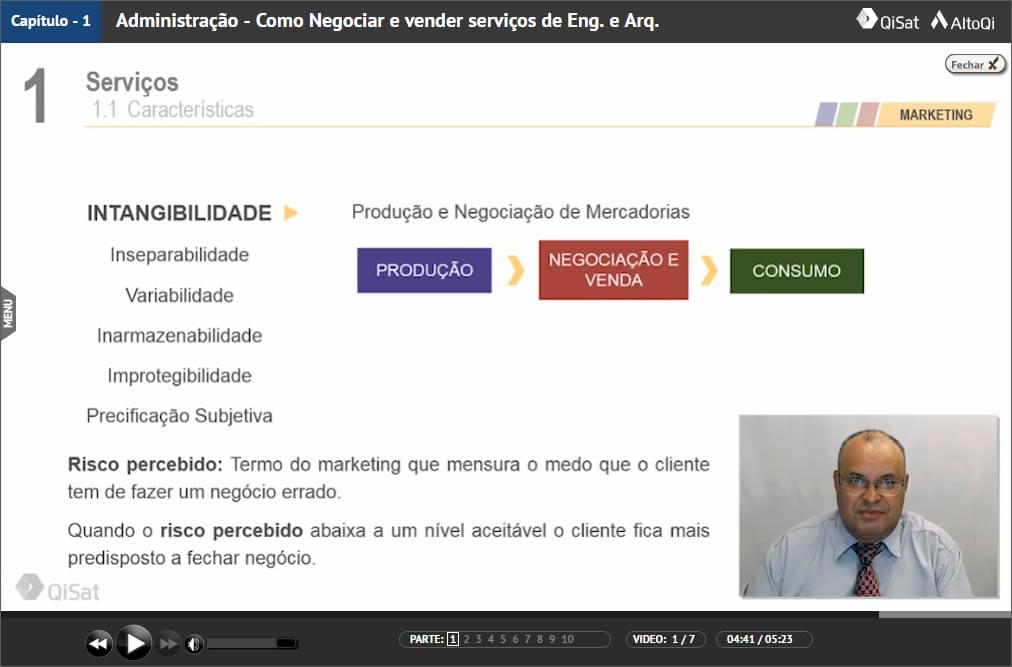 Capítulo - 1
Administração - Como Negociar e vender serviços de Eng. e Arq.
QiSat
AltoQi
Fechar
1
Serviços
1.1 Características
MARKETING
INTANGIBILIDADE
Produção e Negociação de Mercadorias
Inseparabilidade
Variabilidade
Inarmazenabilidade
Improtegibilidade
Precificação Subjetiva
PRODUÇÃO
NEGOCIAÇÃO E
VENDA
CONSUMO
MENU
Risco percebido: Termo do marketing que mensura o medo que o cliente
tem de fazer um negócio errado.
Quando o risco percebido abaixa a um nível aceitável o cliente fica mais
predisposto a fechar negócio.
QiSat
PARTE: 1 2 3 4 5 6 7 8 9 10
VIDEO: 1 / 7
04:41 / 05:23